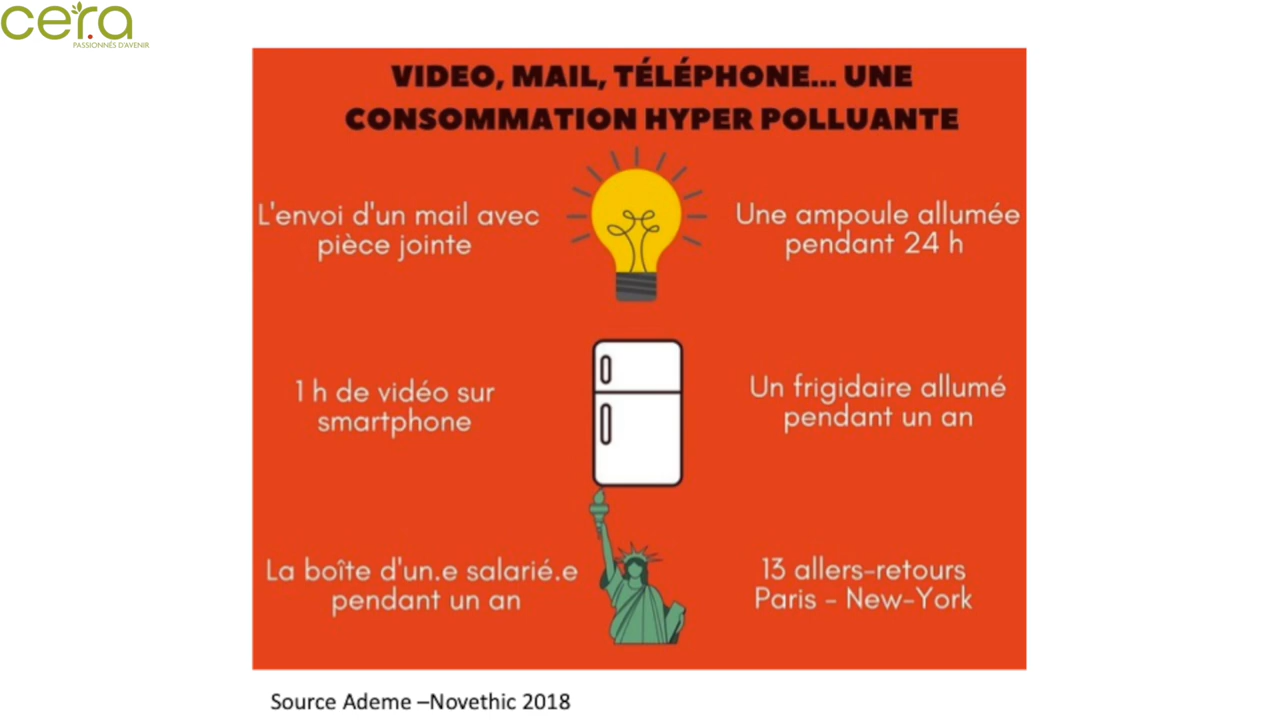 cera
PASSIONNÉS D'AVENIR
VIDEO, MAIL, TÉLÉPHONE... UNE
CONSOMMATION HYPER POLLUANTE
L'envoi d'un mail avec
pièce jointe
Une ampoule allumée
pendant 24 h
1 h de vidéo sur
smartphone
Un frigidaire allumé
pendant un an
La boîte d'un.e salarié.e
pendant un an
13 allers-retours
Paris - New-York
Source Ademe –Novethic 2018